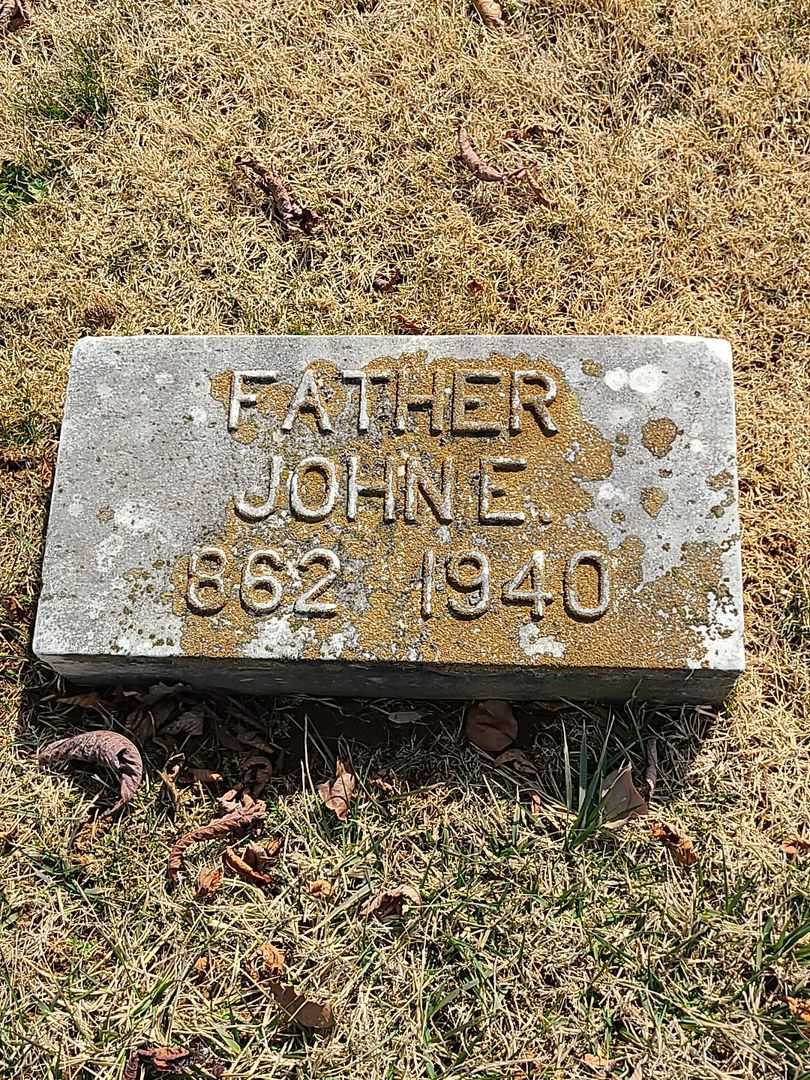 FATHER
JOHN E.
862 1940